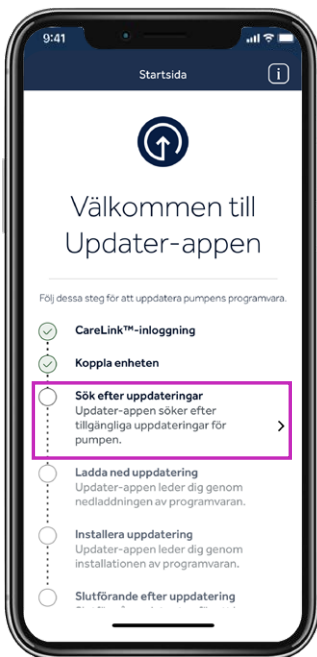 9:41
Startsida
i
Välkommen till
Updater-appen
Följ dessa steg för att uppdatera pumpens programvara.
CareLink™-inloggning
Koppla enheten
Sök efter uppdateringar
Updater-appen söker efter
tillgängliga uppdateringar för
pumpen.
Ladda ned uppdatering
Updater-appen leder dig genom
nedladdningen av programvaran.
Installera uppdatering
Updater-appen leder dig genom
installationen av programvaran.
Slutförande efter uppdatering